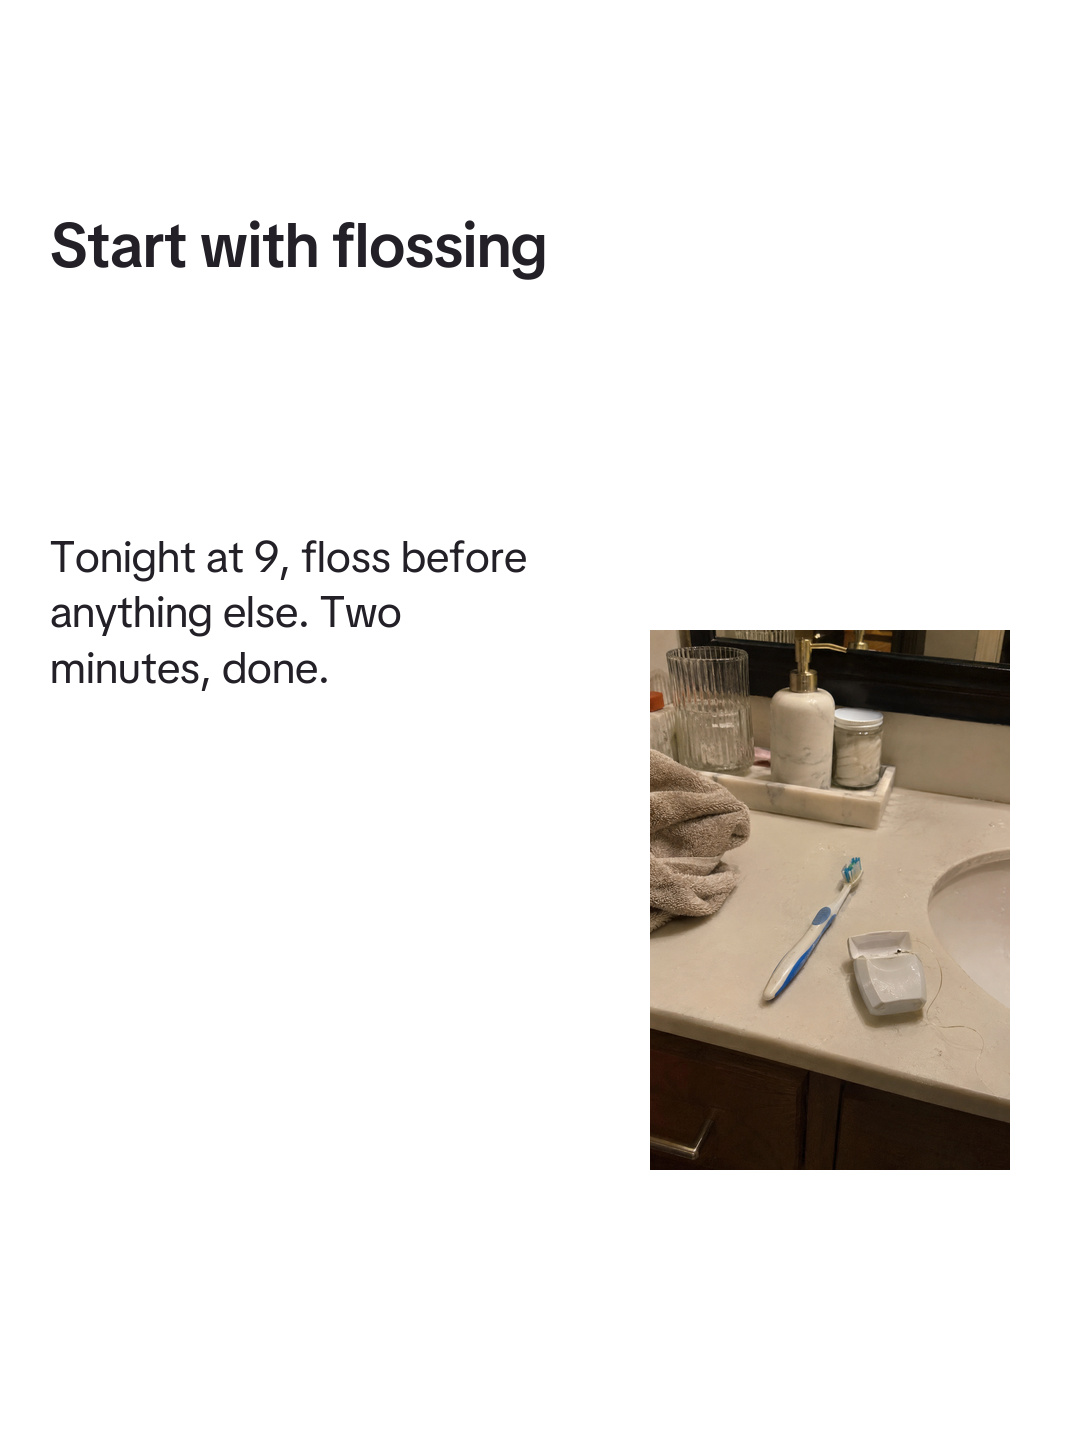 Start with flossing
Tonight at 9, floss before
anything else. Two
minutes, done.